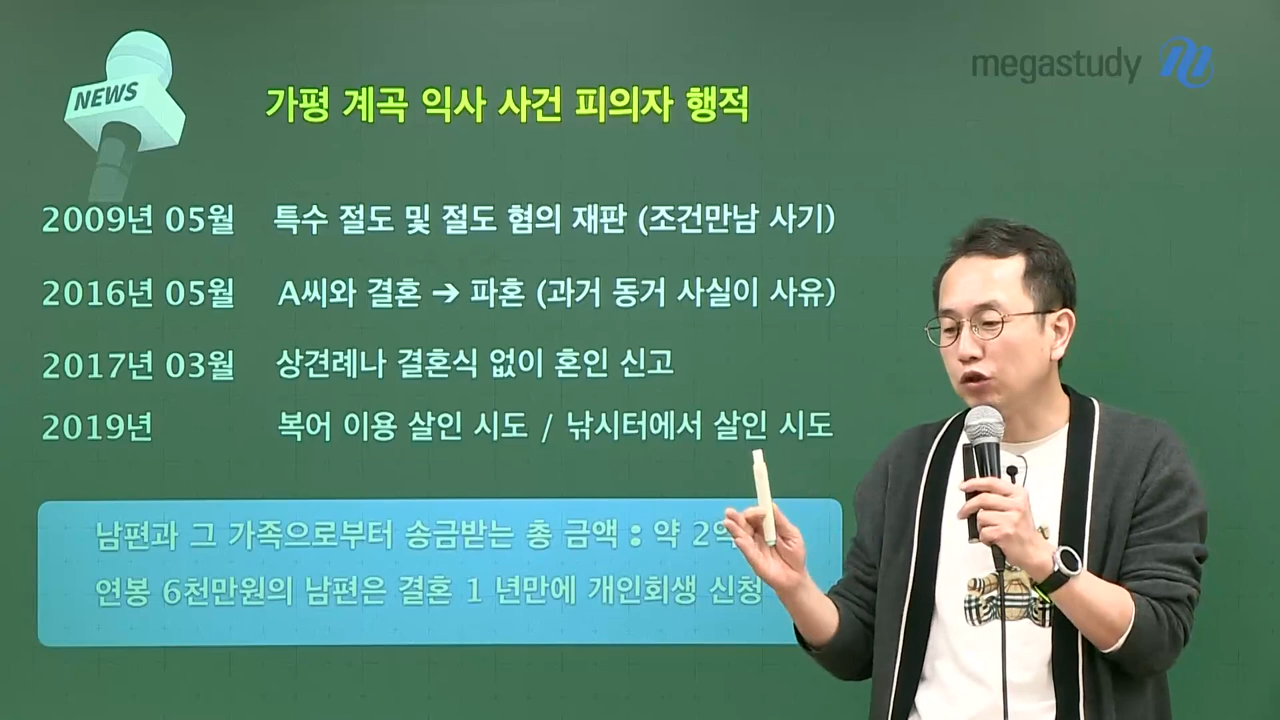 megastudy
NEWS
가평 계곡 익사 사건 피의자 행적
2009년 05월 특수 절도 및 절도 혐의 재판 (조건만남 사기)
2016년 05월 A씨와 결혼 ➔ 파혼 (과거 동거 사실이 사유)
2017년 03월 상견례나 결혼식 없이 혼인 신고
2019년 복어 이용 살인 시도 / 낚시터에서 살인 시도
남편과 그 가족으로부터 송금받는 총 금액 : 약 2억
연봉 6천만원의 남편은 결혼 1 년만에 개인회생 신청